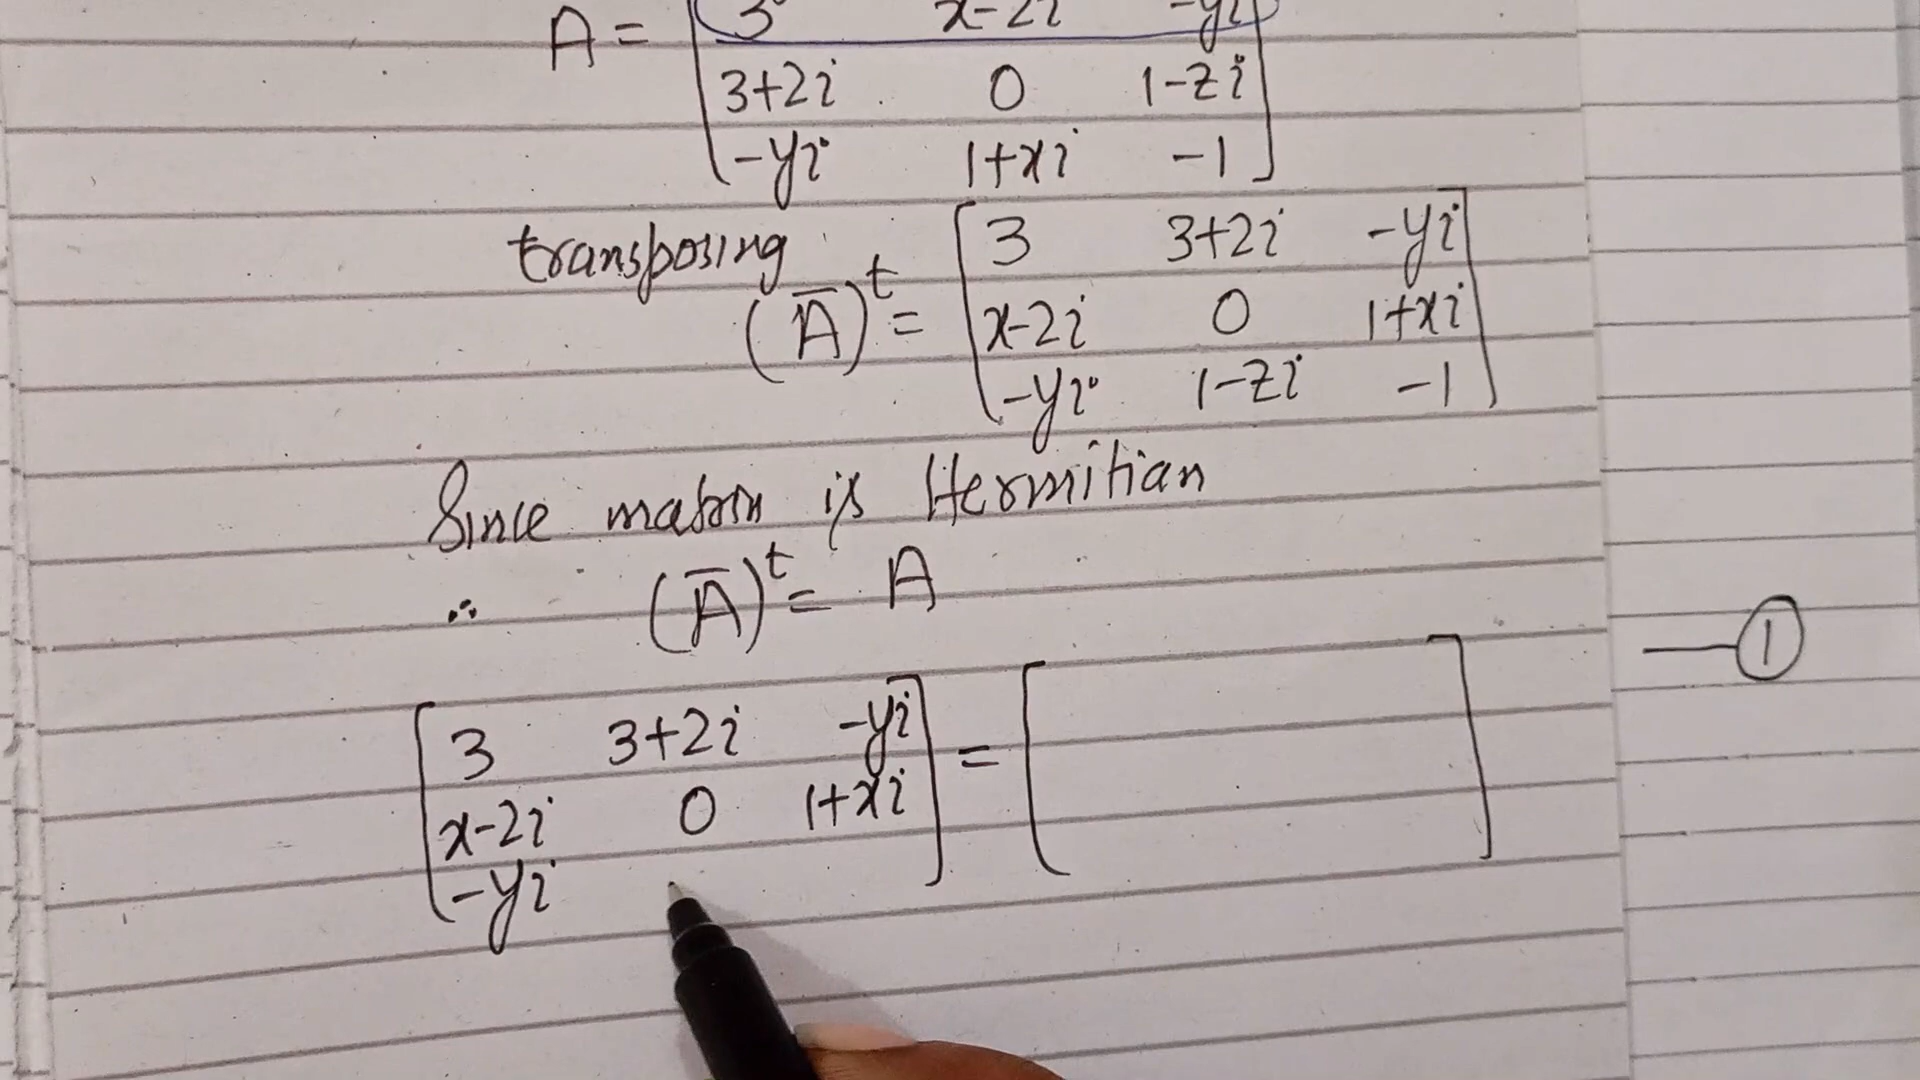 A = [ 3 x-2i -yi
3+2i 0 1-zi
-yi 1+xi -1 ]
transposing [ 3 3+2i -yi
(Ā)ᵗ = x-2i 0 1+xi
-yi 1-zi -1 ]
Since matrix is Hermitian
∴ (Ā)ᵗ = A
—①
[ 3 3+2i -yi ] = [ ]
x-2i 0 1+xi
-yi